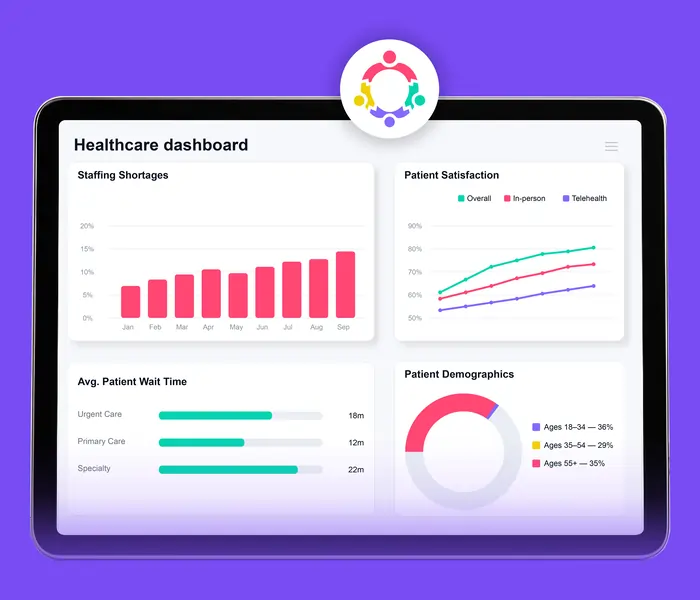 Healthcare dashboard
Staffing Shortages
20%
15%
10%
5%
0%
Jan Feb Mar Apr May Jun Jul Aug Sep
Patient Satisfaction
Overall In-person Telehealth
90%
80%
70%
60%
50%
Avg. Patient Wait Time
Urgent Care 18m
Primary Care 12m
Specialty 22m
Patient Demographics
Ages 18–34 — 36%
Ages 35–54 — 29%
Ages 55+ — 35%